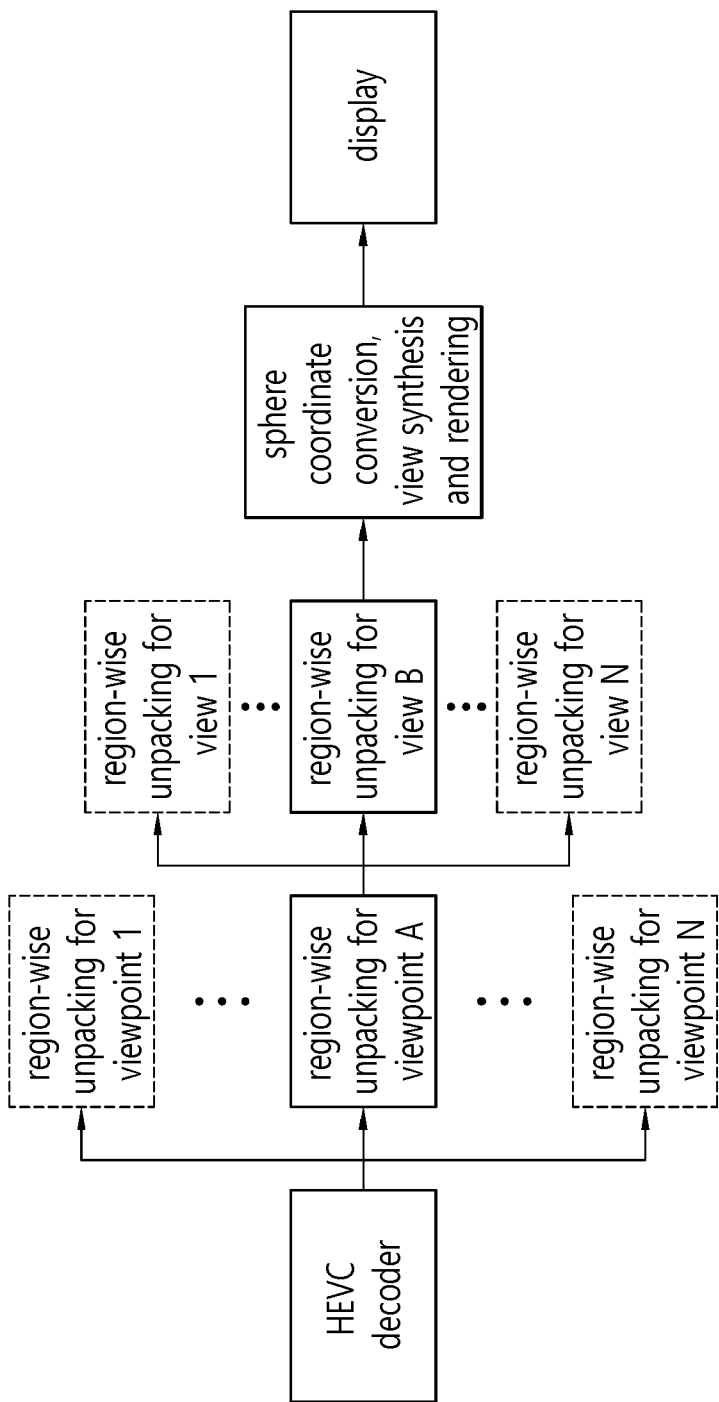 HEVC
decoder
region-wise
unpacking for
viewpoint 1
region-wise
unpacking for
viewpoint A
region-wise
unpacking for
viewpoint N
region-wise
unpacking for
view 1
region-wise
unpacking for
view B
region-wise
unpacking for
view N
sphere
coordinate
conversion,
view synthesis
and rendering
display